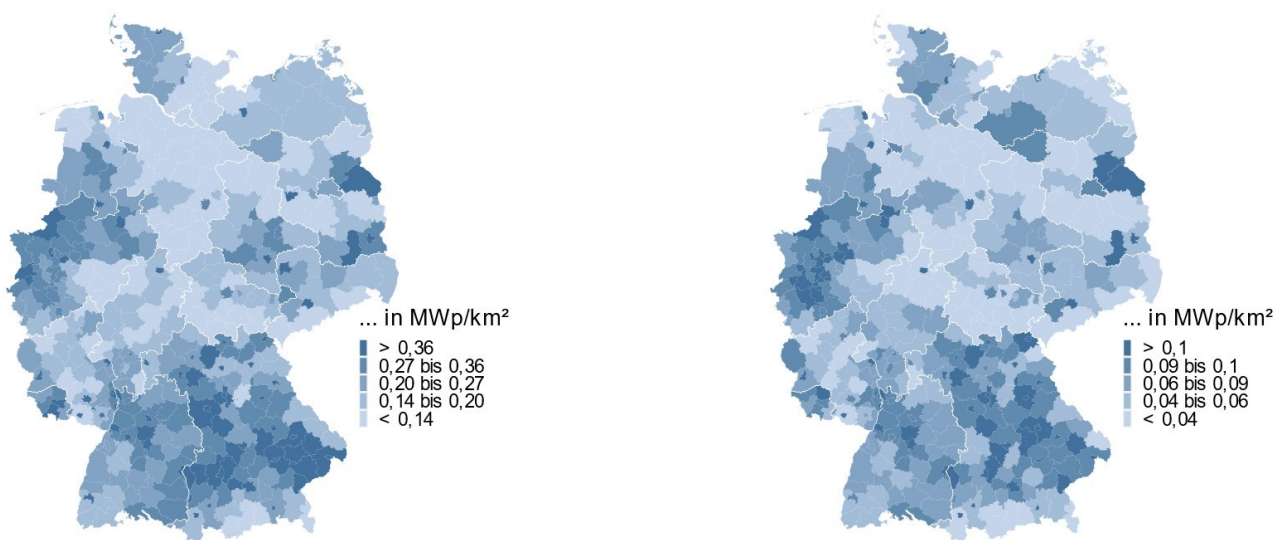 ... in MWp/km²
> 0,36
0,27 bis 0,36
0,20 bis 0,27
0,14 bis 0,20
< 0,14
... in MWp/km²
> 0,1
0,09 bis 0,1
0,06 bis 0,09
0,04 bis 0,06
< 0,04